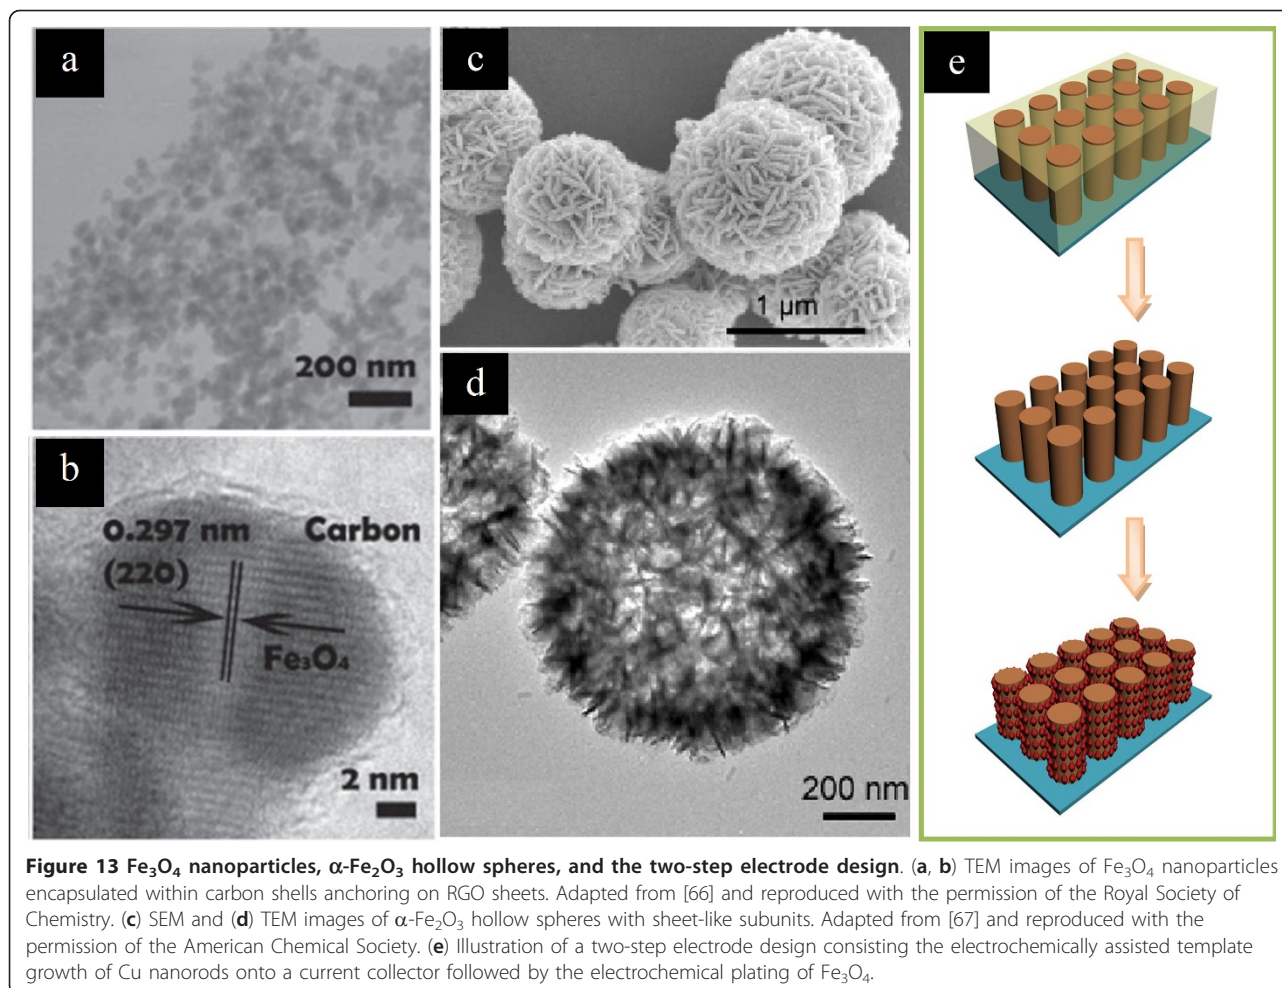 a
200 nm
b
0.297 nm
(220)
Carbon
Fe₃O₄
2 nm
c
1 μm
d
200 nm
e
Figure 13 Fe₃O₄ nanoparticles, α-Fe₂O₃ hollow spheres, and the two-step electrode design. (a, b) TEM images of Fe₃O₄ nanoparticles
encapsulated within carbon shells anchoring on RGO sheets. Adapted from [66] and reproduced with the permission of the Royal Society of
Chemistry. (c) SEM and (d) TEM images of α-Fe₂O₃ hollow spheres with sheet-like subunits. Adapted from [67] and reproduced with the
permission of the American Chemical Society. (e) Illustration of a two-step electrode design consisting the electrochemically assisted template
growth of Cu nanorods onto a current collector followed by the electrochemical plating of Fe₃O₄.